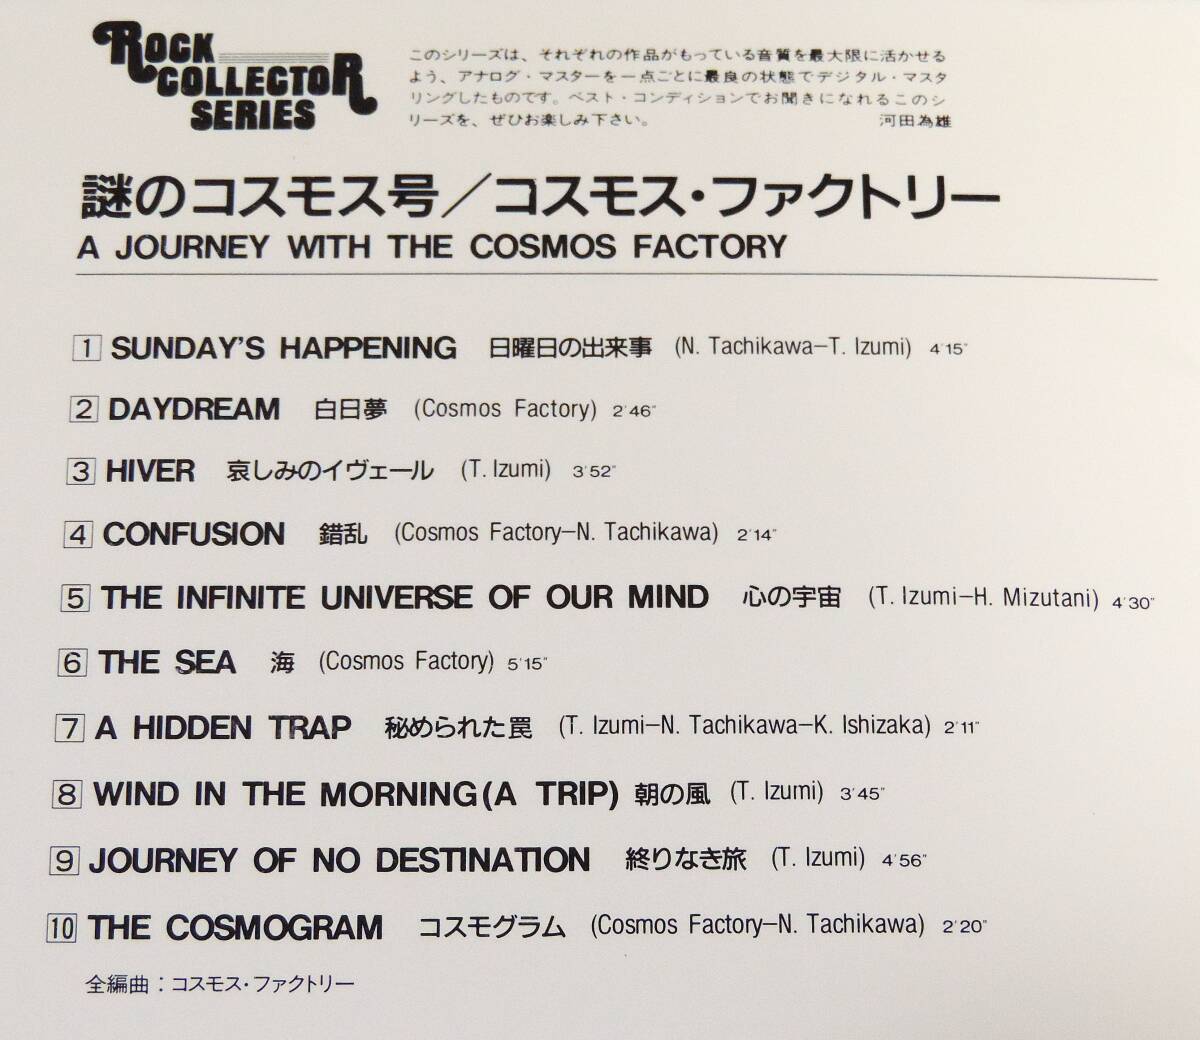 ROCK
COLLECTOR
SERIES
このシリーズは、それぞれの作品がもっている音質を最大限に活かせる
よう、アナログ・マスターを一点ごとに最良の状態でデジタル・マスタ
リングしたものです。ベスト・コンディションでお聞きになれるこのシ
リーズを、ぜひお楽しみ下さい。 河田為雄
謎のコスモス号／コスモス・ファクトリー
A JOURNEY WITH THE COSMOS FACTORY
1 SUNDAY'S HAPPENING 日曜日の出来事 (N. Tachikawa–T. Izumi) 4'15"
2 DAYDREAM 白日夢 (Cosmos Factory) 2'46"
3 HIVER 哀しみのイヴェール (T. Izumi) 3'52"
4 CONFUSION 錯乱 (Cosmos Factory–N. Tachikawa) 2'14"
5 THE INFINITE UNIVERSE OF OUR MIND 心の宇宙 (T. Izumi–H. Mizutani) 4'30"
6 THE SEA 海 (Cosmos Factory) 5'15"
7 A HIDDEN TRAP 秘められた罠 (T. Izumi–N. Tachikawa–K. Ishizaka) 2'11"
8 WIND IN THE MORNING (A TRIP) 朝の風 (T. Izumi) 3'45"
9 JOURNEY OF NO DESTINATION 終りなき旅 (T. Izumi) 4'56"
10 THE COSMOGRAM コスモグラム (Cosmos Factory–N. Tachikawa) 2'20"
全編曲：コスモス・ファクトリー